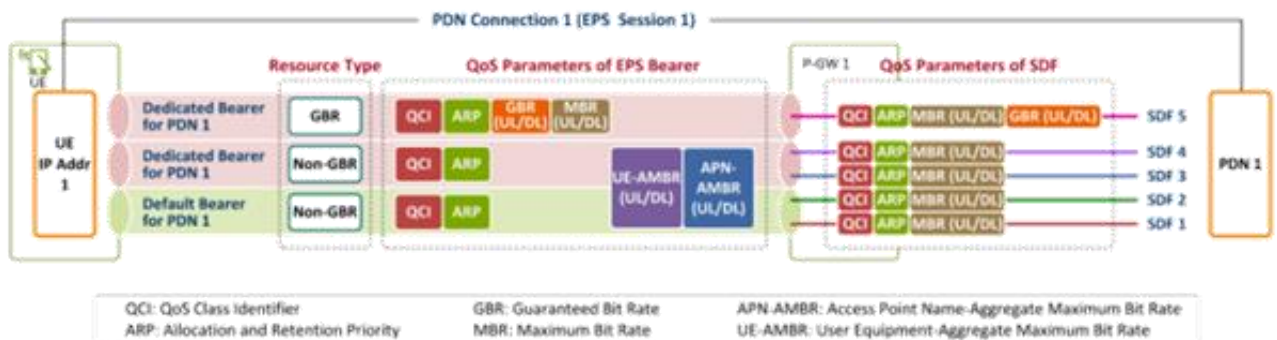 PDN Connection 1 (EPS Session 1)
UE
P-GW 1
Resource Type
QoS Parameters of EPS Bearer
QoS Parameters of SDF
UE
IP Addr
1
Dedicated Bearer
for PDN 1
GBR
QCI
ARP
GBR
(UL/DL)
MBR
(UL/DL)
QCI ARP MBR (UL/DL) GBR (UL/DL)
SDF 5
Dedicated Bearer
for PDN 1
Non-GBR
QCI
ARP
UE-AMBR
(UL/DL)
APN-
AMBR
(UL/DL)
QCI ARP MBR (UL/DL)
SDF 4
QCI ARP MBR (UL/DL)
SDF 3
Default Bearer
for PDN 1
Non-GBR
QCI
ARP
QCI ARP MBR (UL/DL)
SDF 2
QCI ARP MBR (UL/DL)
SDF 1
PDN 1
QCI: QoS Class Identifier
GBR: Guaranteed Bit Rate
APN-AMBR: Access Point Name-Aggregate Maximum Bit Rate
ARP: Allocation and Retention Priority
MBR: Maximum Bit Rate
UE-AMBR: User Equipment-Aggregate Maximum Bit Rate